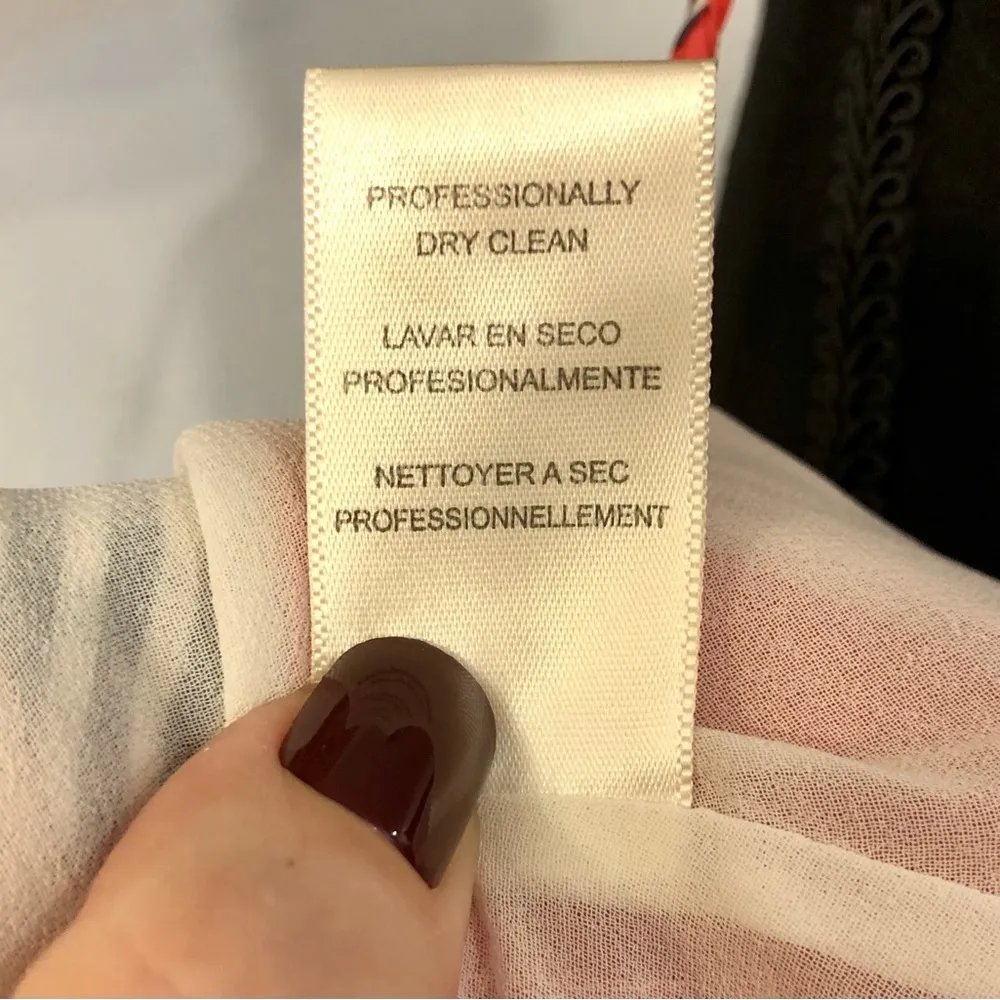 PROFESSIONALLY
DRY CLEAN
LAVAR EN SECO
PROFESIONALMENTE
NETTOYER A SEC
PROFESSIONNELLEMENT